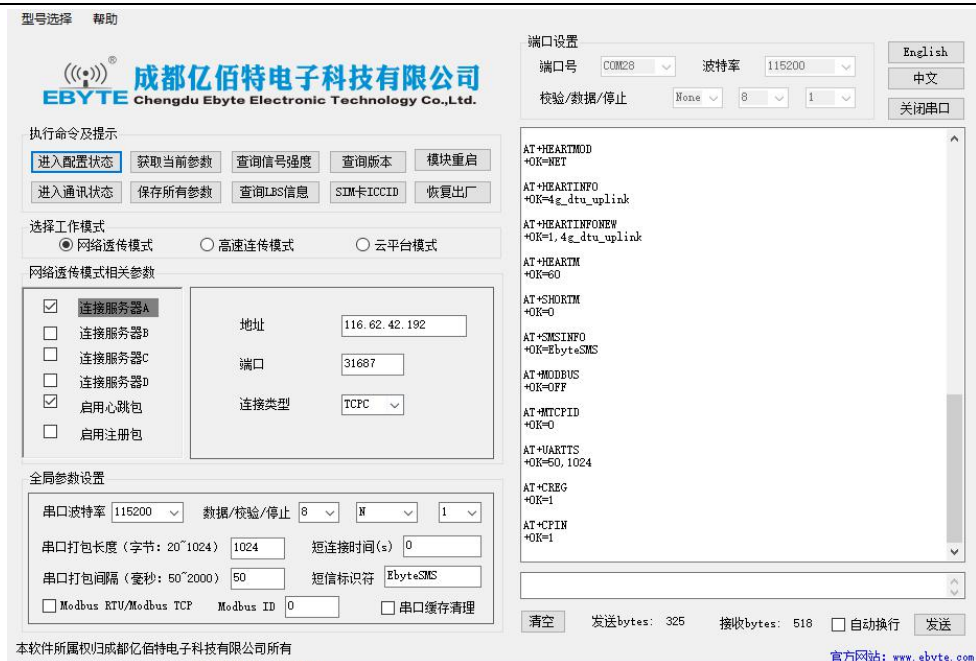 型号选择 帮助
成都亿佰特电子科技有限公司
EBYTE Chengdu Ebyte Electronic Technology Co.,Ltd.
®
执行命令及提示
进入配置状态 获取当前参数 查询信号强度 查询版本 模块重启
进入通讯状态 保存所有参数 查询LBS信息 SIM卡ICCID 恢复出厂
选择工作模式
网络透传模式 高速连传模式 云平台模式
网络透传模式相关参数
连接服务器A
连接服务器B
连接服务器C
连接服务器D
启用心跳包
启用注册包
地址 116.62.42.192
端口 31687
连接类型 TCPC
全局参数设置
串口波特率 115200 数据/校验/停止 8 N 1
串口打包长度(字节: 20~1024) 1024 短连接时间(s) 0
串口打包间隔(毫秒: 50~2000) 50 短信标识符 EbyteSMS
Modbus RTU/Modbus TCP Modbus ID 0 串口缓存清理
本软件所属权归成都亿佰特电子科技有限公司所有
端口设置
端口号 COM28 波特率 115200
校验/数据/停止 None 8 1
English
中文
关闭串口
AT+HEARTMOD
+OK=NET
AT+HEARTINFO
+OK=4g_dtu_uplink
AT+HEARTINFONEW
+OK=1,4g_dtu_uplink
AT+HEARTM
+OK=60
AT+SHORTM
+OK=0
AT+SMSINFO
+OK=EbyteSMS
AT+MODBUS
+OK=OFF
AT+MTCPID
+OK=0
AT+UARTTS
+OK=50,1024
AT+CREG
+OK=1
AT+CPIN
+OK=1
清空 发送bytes: 325 接收bytes: 518 自动换行 发送
官方网站: www.ebyte.com